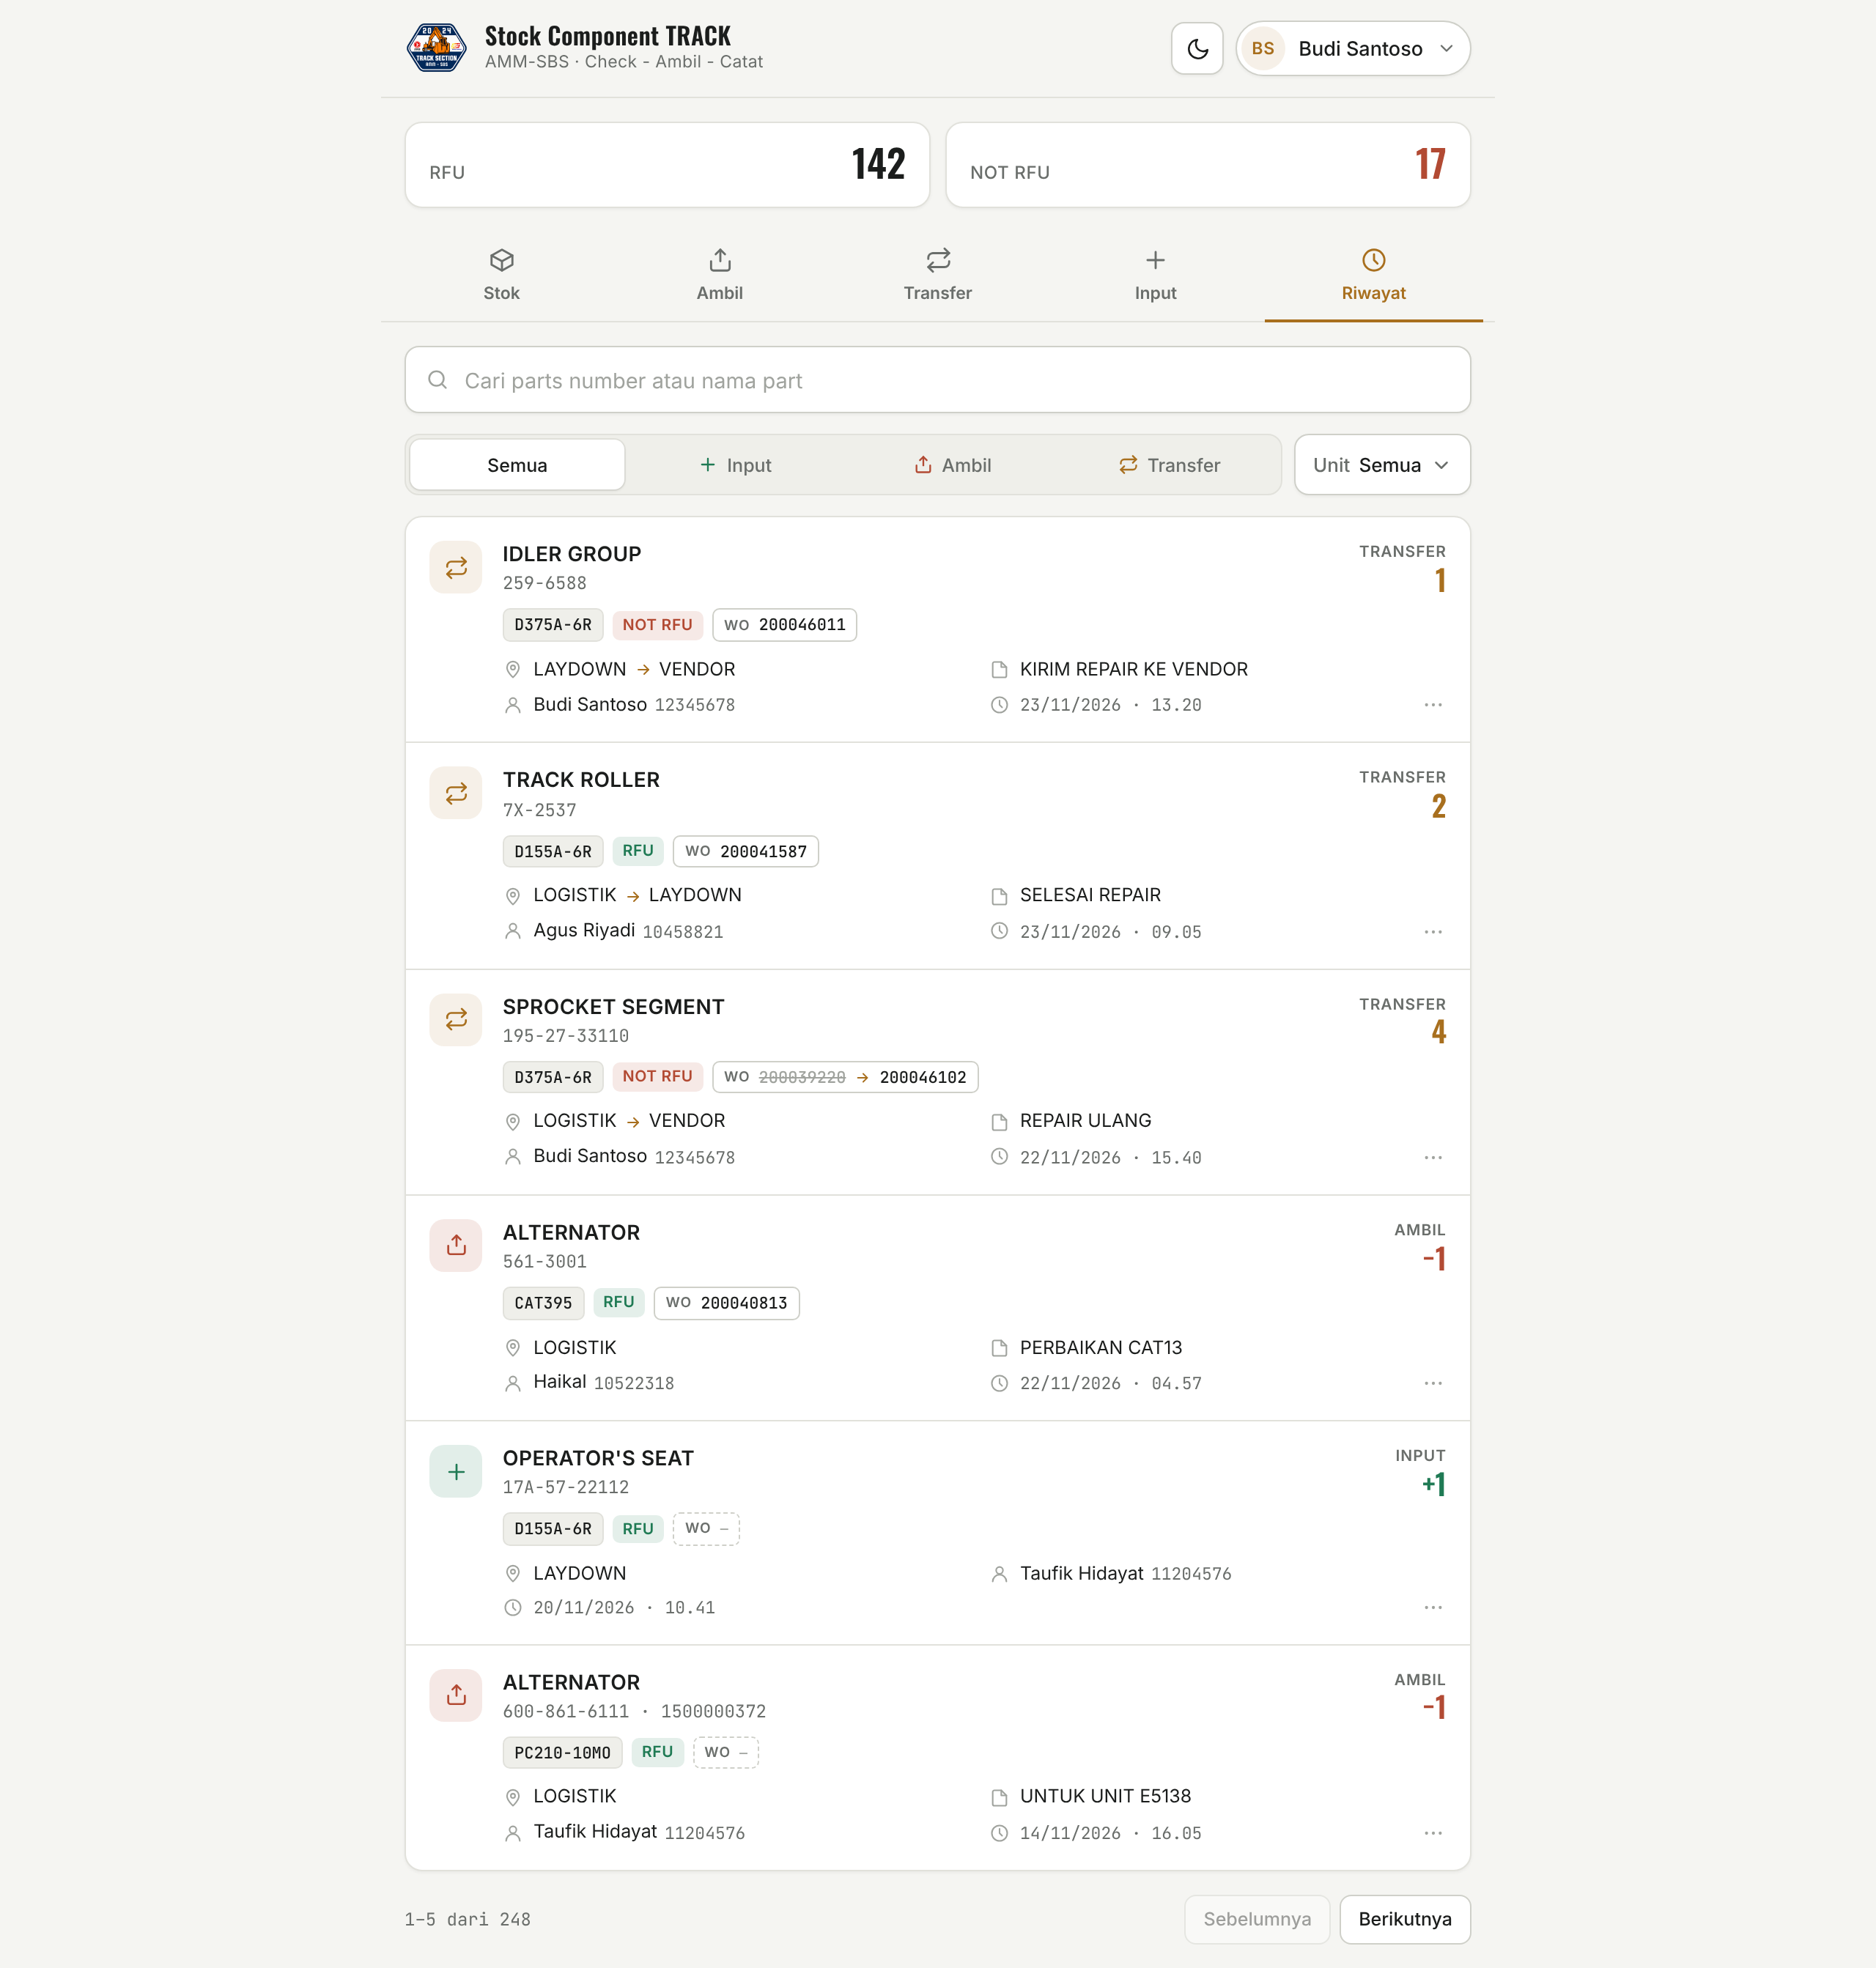 20 24
TRACK SECTION
AMM - SBS
Stock Component TRACK
AMM-SBS · Check - Ambil - Catat
BS Budi Santoso
RFU 142
NOT RFU 17
Stok
Ambil
Transfer
Input
Riwayat
Cari parts number atau nama part
Semua
Input
Ambil
Transfer
Unit Semua
IDLER GROUP
259-6588
TRANSFER
1
D375A-6R NOT RFU WO 200046011
LAYDOWN → VENDOR
KIRIM REPAIR KE VENDOR
Budi Santoso 12345678
23/11/2026 · 13.20
TRACK ROLLER
7X-2537
TRANSFER
2
D155A-6R RFU WO 200041587
LOGISTIK → LAYDOWN
SELESAI REPAIR
Agus Riyadi 10458821
23/11/2026 · 09.05
SPROCKET SEGMENT
195-27-33110
TRANSFER
4
D375A-6R NOT RFU WO 200039220 → 200046102
LOGISTIK → VENDOR
REPAIR ULANG
Budi Santoso 12345678
22/11/2026 · 15.40
ALTERNATOR
561-3001
AMBIL
-1
CAT395 RFU WO 200040813
LOGISTIK
PERBAIKAN CAT13
Haikal 10522318
22/11/2026 · 04.57
OPERATOR'S SEAT
17A-57-22112
INPUT
+1
D155A-6R RFU WO –
LAYDOWN
Taufik Hidayat 11204576
20/11/2026 · 10.41
ALTERNATOR
600-861-6111 · 1500000372
AMBIL
-1
PC210-10MO RFU WO –
LOGISTIK
UNTUK UNIT E5138
Taufik Hidayat 11204576
14/11/2026 · 16.05
1–5 dari 248
Sebelumnya
Berikutnya